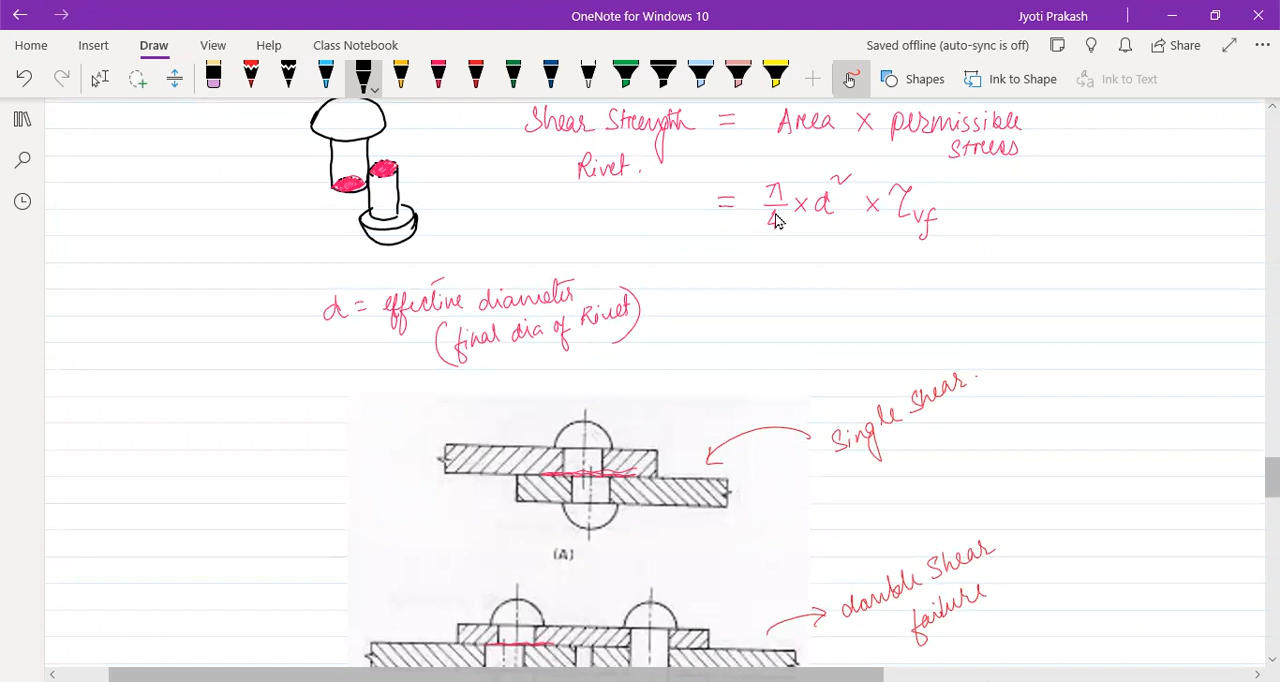 OneNote for Windows 10
Jyoti Prakash
Home Insert Draw View Help Class Notebook
Saved offline (auto-sync is off)
Share
Shapes
Ink to Shape
Ink to Text
Shear Strength = Area × permissible
Stress
Rivet.
= π/4 × d² × τvf
d = effective diameter
(final dia of Rivet)
Single Shear.
(A)
double Shear
failure